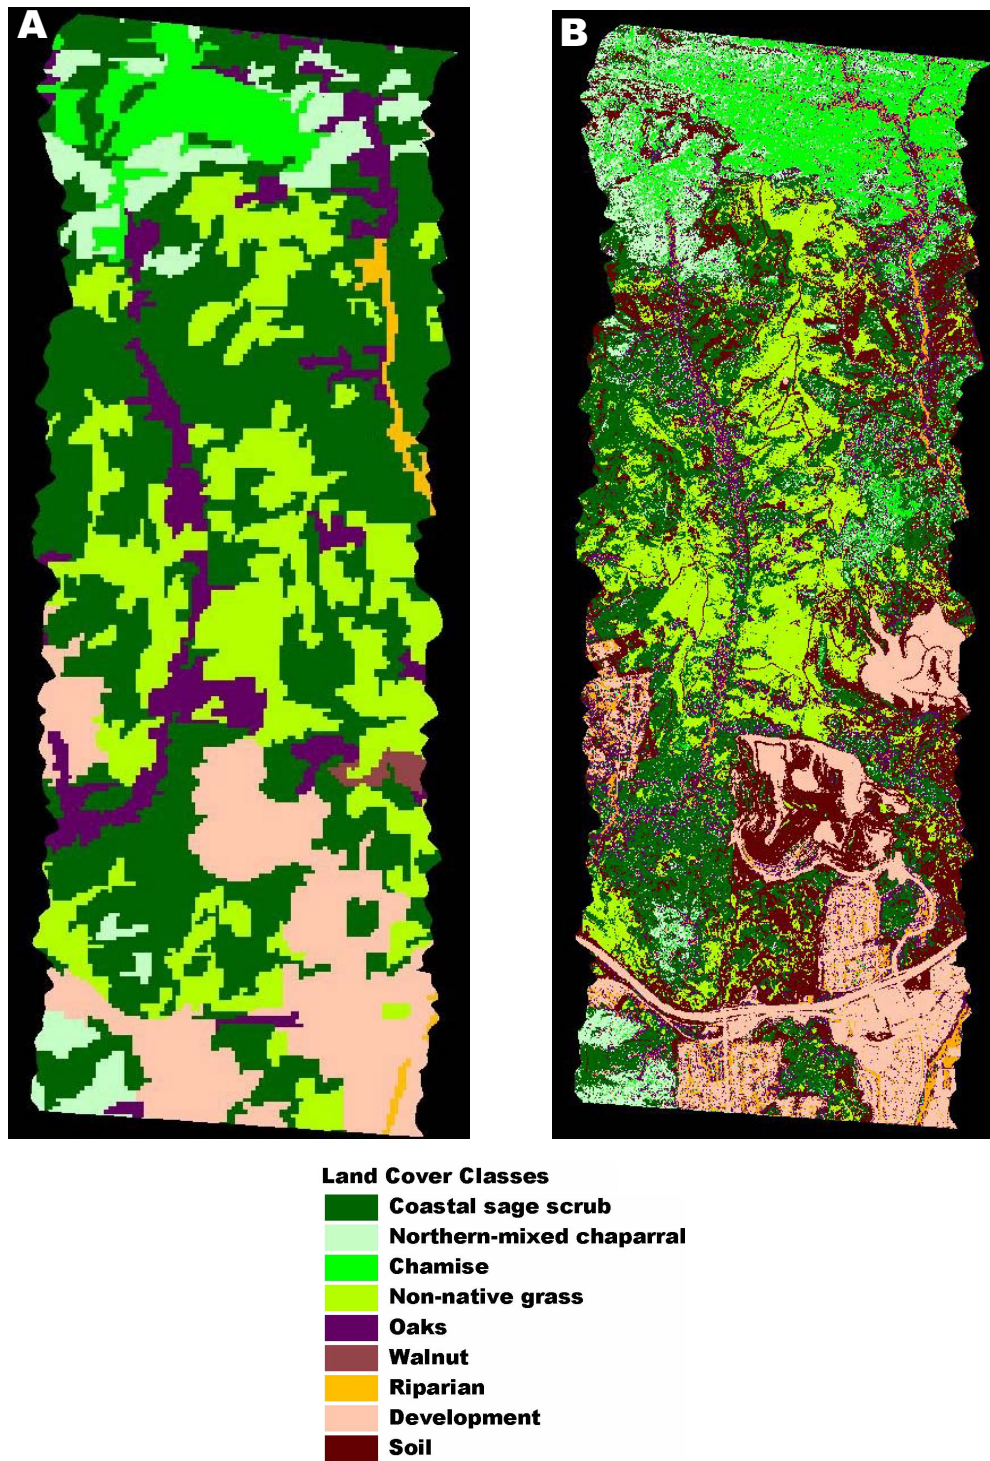 A
B
Land Cover Classes
Coastal sage scrub
Northern-mixed chaparral
Chamise
Non-native grass
Oaks
Walnut
Riparian
Development
Soil